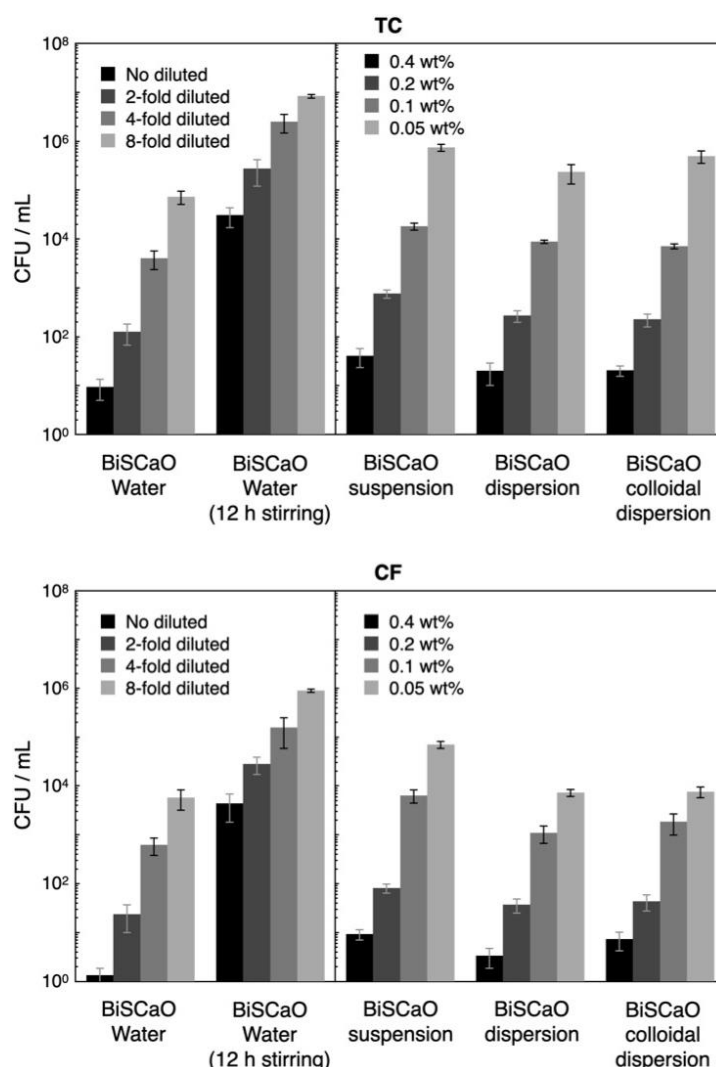 TC
10⁸
10⁶
10⁴
10²
10⁰
CFU / mL
No diluted
2-fold diluted
4-fold diluted
8-fold diluted
0.4 wt%
0.2 wt%
0.1 wt%
0.05 wt%
BiSCaO
Water
BiSCaO
Water
(12 h stirring)
BiSCaO
suspension
BiSCaO
dispersion
BiSCaO
colloidal
dispersion
CF
10⁸
10⁶
10⁴
10²
10⁰
CFU / mL
No diluted
2-fold diluted
4-fold diluted
8-fold diluted
0.4 wt%
0.2 wt%
0.1 wt%
0.05 wt%
BiSCaO
Water
BiSCaO
Water
(12 h stirring)
BiSCaO
suspension
BiSCaO
dispersion
BiSCaO
colloidal
dispersion